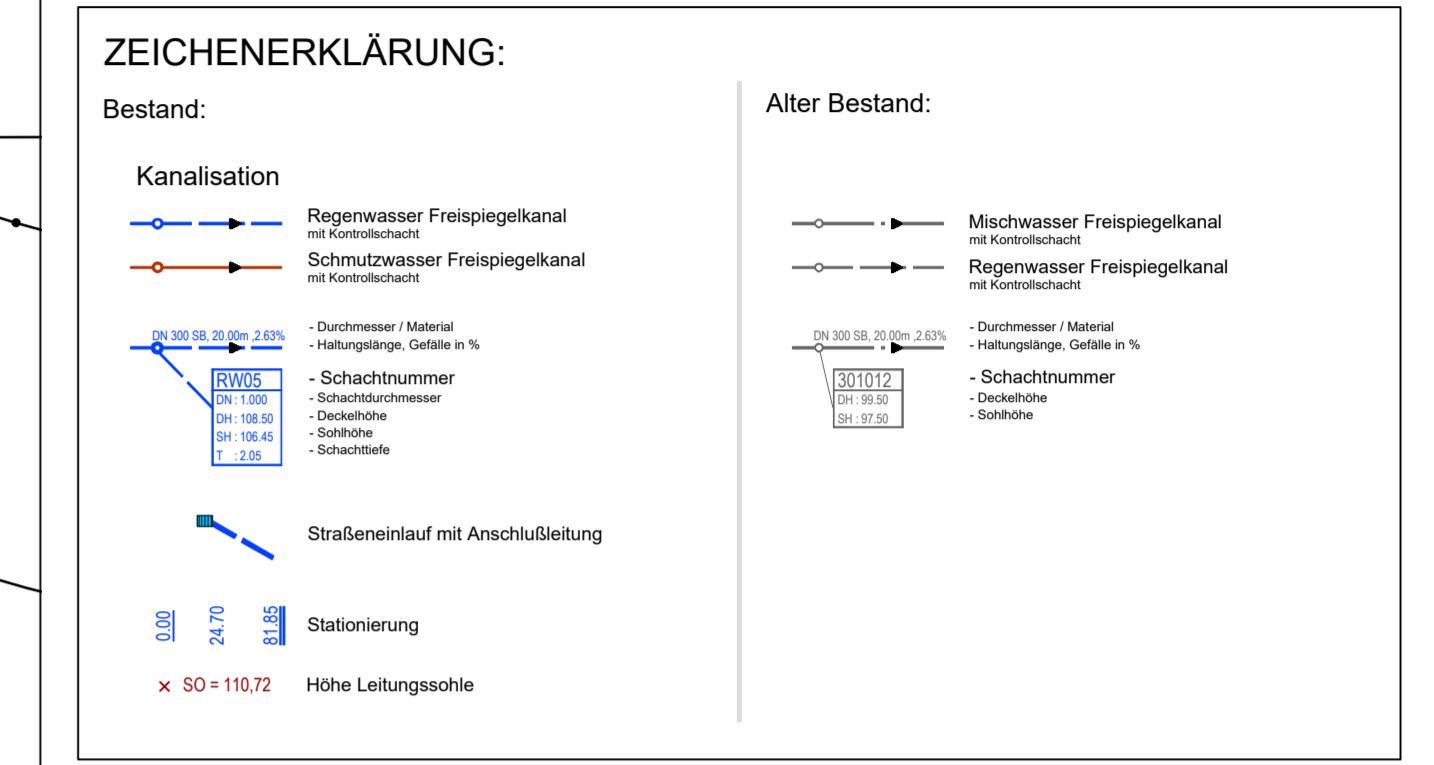 ZEICHENERKLÄRUNG:
Bestand:
Kanalisation
Regenwasser Freispiegelkanal
mit Kontrollschacht
Schmutzwasser Freispiegelkanal
mit Kontrollschacht
DN 300 SB, 20.00m ,2.63%
- Durchmesser / Material
- Haltungslänge, Gefälle in %
RW05
DN : 1.000
DH : 108.50
SH : 106.45
T : 2.05
- Schachtnummer
- Schachtdurchmesser
- Deckelhöhe
- Sohlhöhe
- Schachttiefe
Straßeneinlauf mit Anschlußleitung
0.00
24.70
81.85
Stationierung
× SO = 110,72
Höhe Leitungssohle
Alter Bestand:
Mischwasser Freispiegelkanal
mit Kontrollschacht
Regenwasser Freispiegelkanal
mit Kontrollschacht
DN 300 SB, 20.00m ,2.63%
- Durchmesser / Material
- Haltungslänge, Gefälle in %
301012
DH : 99.50
SH : 97.50
- Schachtnummer
- Deckelhöhe
- Sohlhöhe